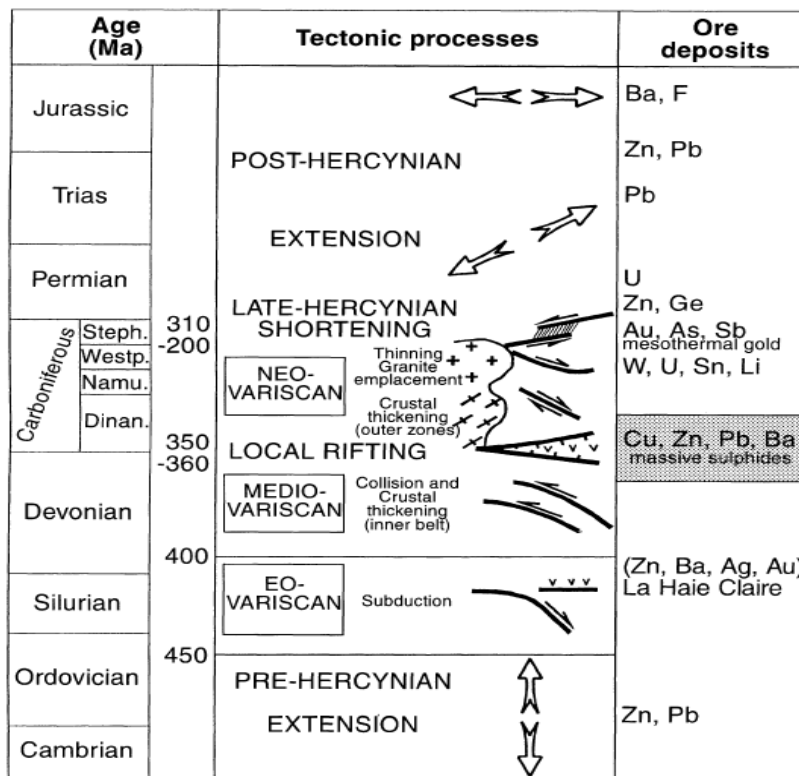 Age
(Ma)
Tectonic processes
Ore
deposits
Jurassic
Trias
Permian
Carboniferous
Steph.
Westp.
Namu.
Dinan.
Devonian
Silurian
Ordovician
Cambrian
310
-200
350
-360
400
450
POST-HERCYNIAN
EXTENSION
LATE-HERCYNIAN
SHORTENING
NEO-
VARISCAN
Thinning
Granite
emplacement
Crustal
thickening
(outer zones)
LOCAL RIFTING
MEDIO-
VARISCAN
Collision and
Crustal
thickening
(inner belt)
EO-
VARISCAN
Subduction
PRE-HERCYNIAN
EXTENSION
Ba, F
Zn, Pb
Pb
U
Zn, Ge
Au, As, Sb
mesothermal gold
W, U, Sn, Li
Cu, Zn, Pb, Ba
massive sulphides
(Zn, Ba, Ag, Au)
La Haie Claire
Zn, Pb